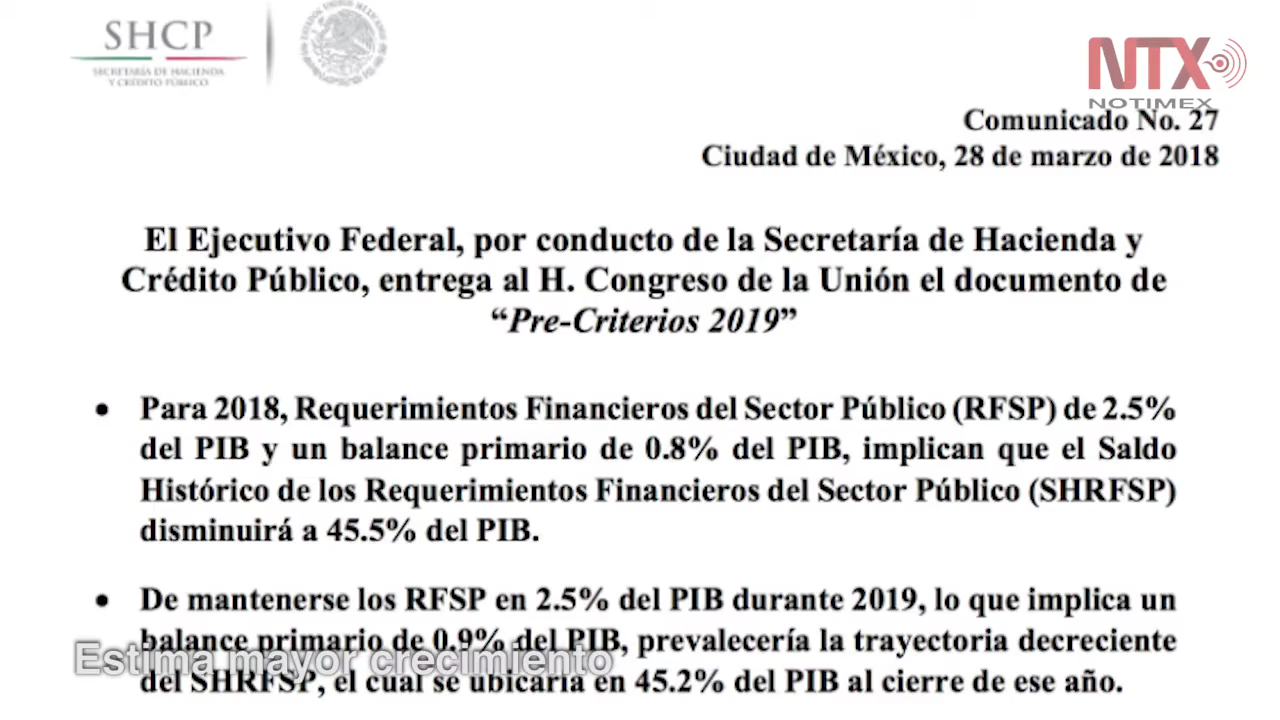 SHCP
SECRETARÍA DE HACIENDA
Y CRÉDITO PÚBLICO
ESTADOS UNIDOS MEXICANOS
NTX
NOTIMEX
Comunicado No. 27
Ciudad de México, 28 de marzo de 2018
El Ejecutivo Federal, por conducto de la Secretaría de Hacienda y
Crédito Público, entrega al H. Congreso de la Unión el documento de
“Pre-Criterios 2019”
• Para 2018, Requerimientos Financieros del Sector Público (RFSP) de 2.5%
del PIB y un balance primario de 0.8% del PIB, implican que el Saldo
Histórico de los Requerimientos Financieros del Sector Público (SHRFSP)
disminuirá a 45.5% del PIB.
• De mantenerse los RFSP en 2.5% del PIB durante 2019, lo que implica un
balance primario de 0.9% del PIB, prevalecería la trayectoria decreciente
del SHRFSP, el cual se ubicaría en 45.2% del PIB al cierre de ese año.
Estima mayor crecimiento